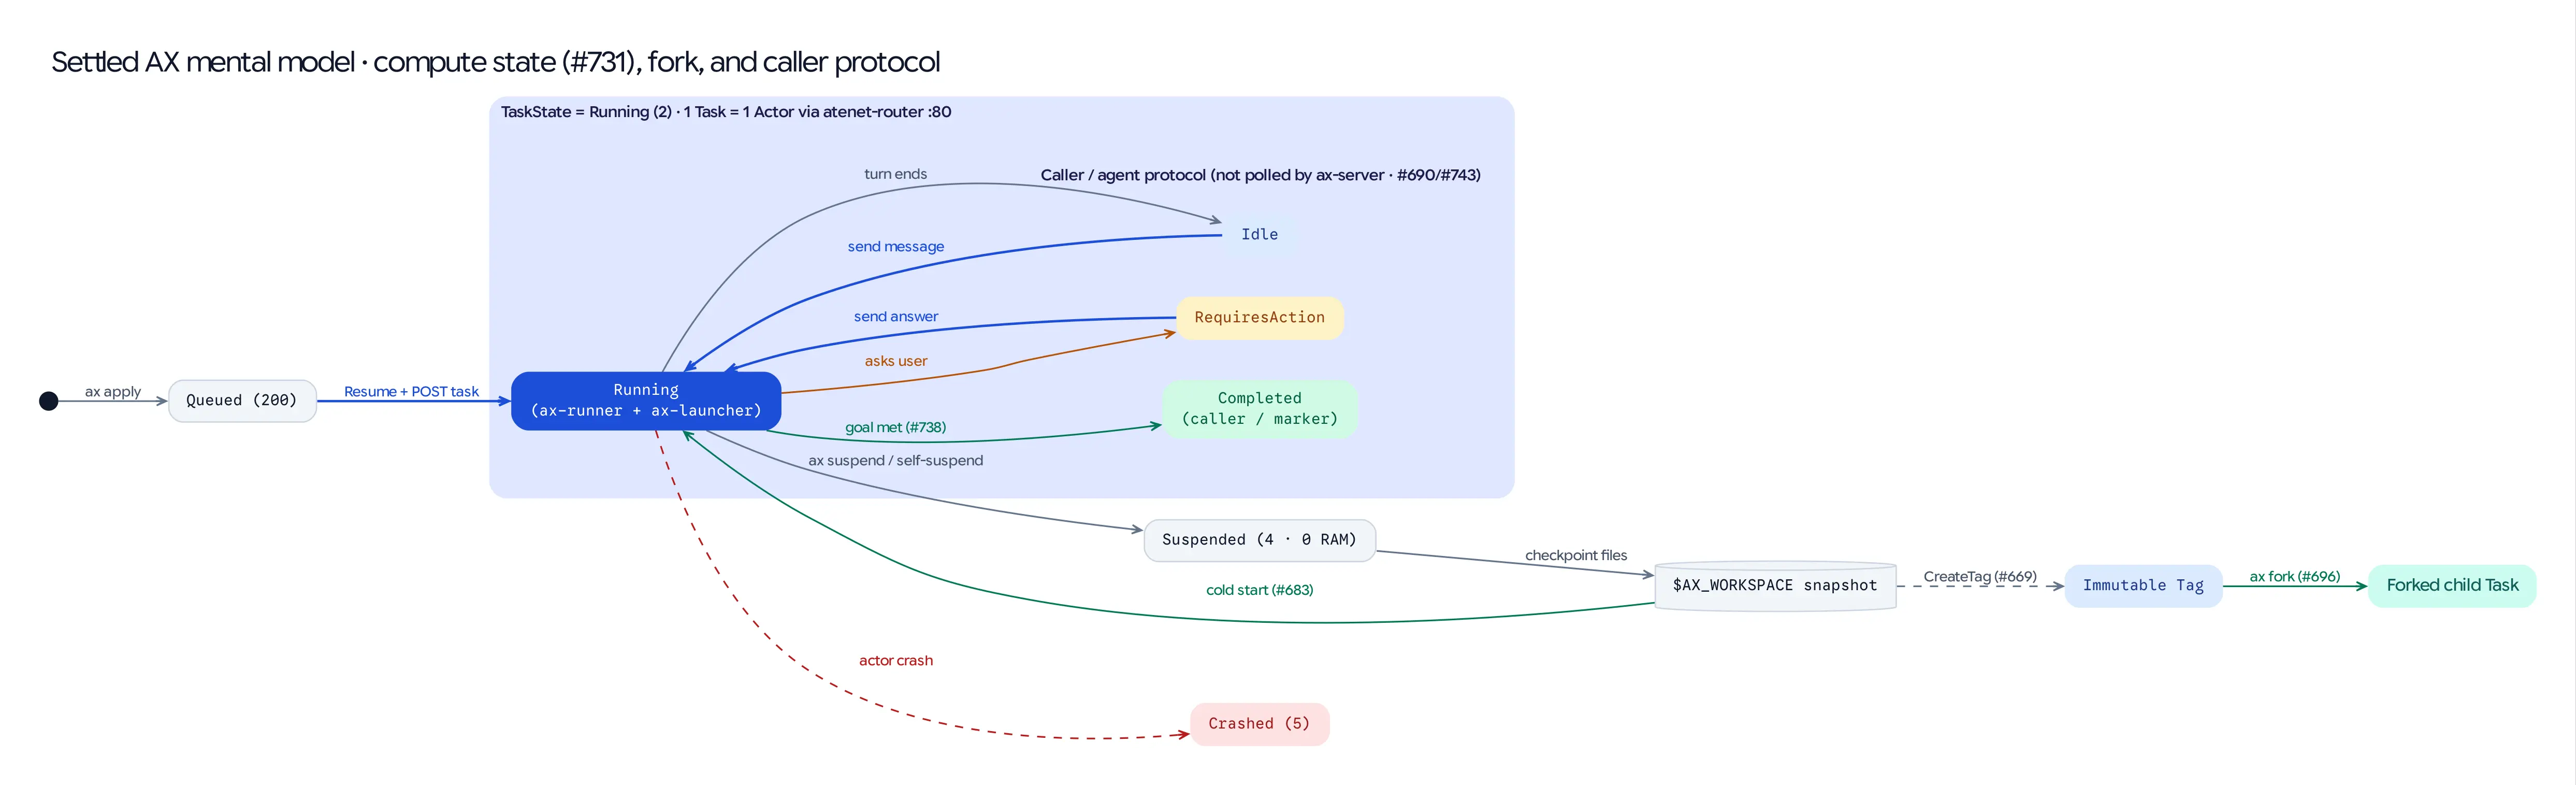 Settled AX mental model · compute state (#731), fork, and caller protocol
TaskState = Running (2) · 1 Task = 1 Actor via atenet-router :80
turn ends
Caller / agent protocol (not polled by ax-server · #690/#743)
Idle
send message
send answer
RequiresAction
asks user
ax apply
Queued (200)
Resume + POST task
Running
(ax-runner + ax-launcher)
Completed
(caller / marker)
goal met (#738)
ax suspend / self-suspend
Suspended (4 · 0 RAM)
checkpoint files
$AX_WORKSPACE snapshot
CreateTag (#669)
Immutable Tag
ax fork (#696)
Forked child Task
cold start (#683)
actor crash
Crashed (5)